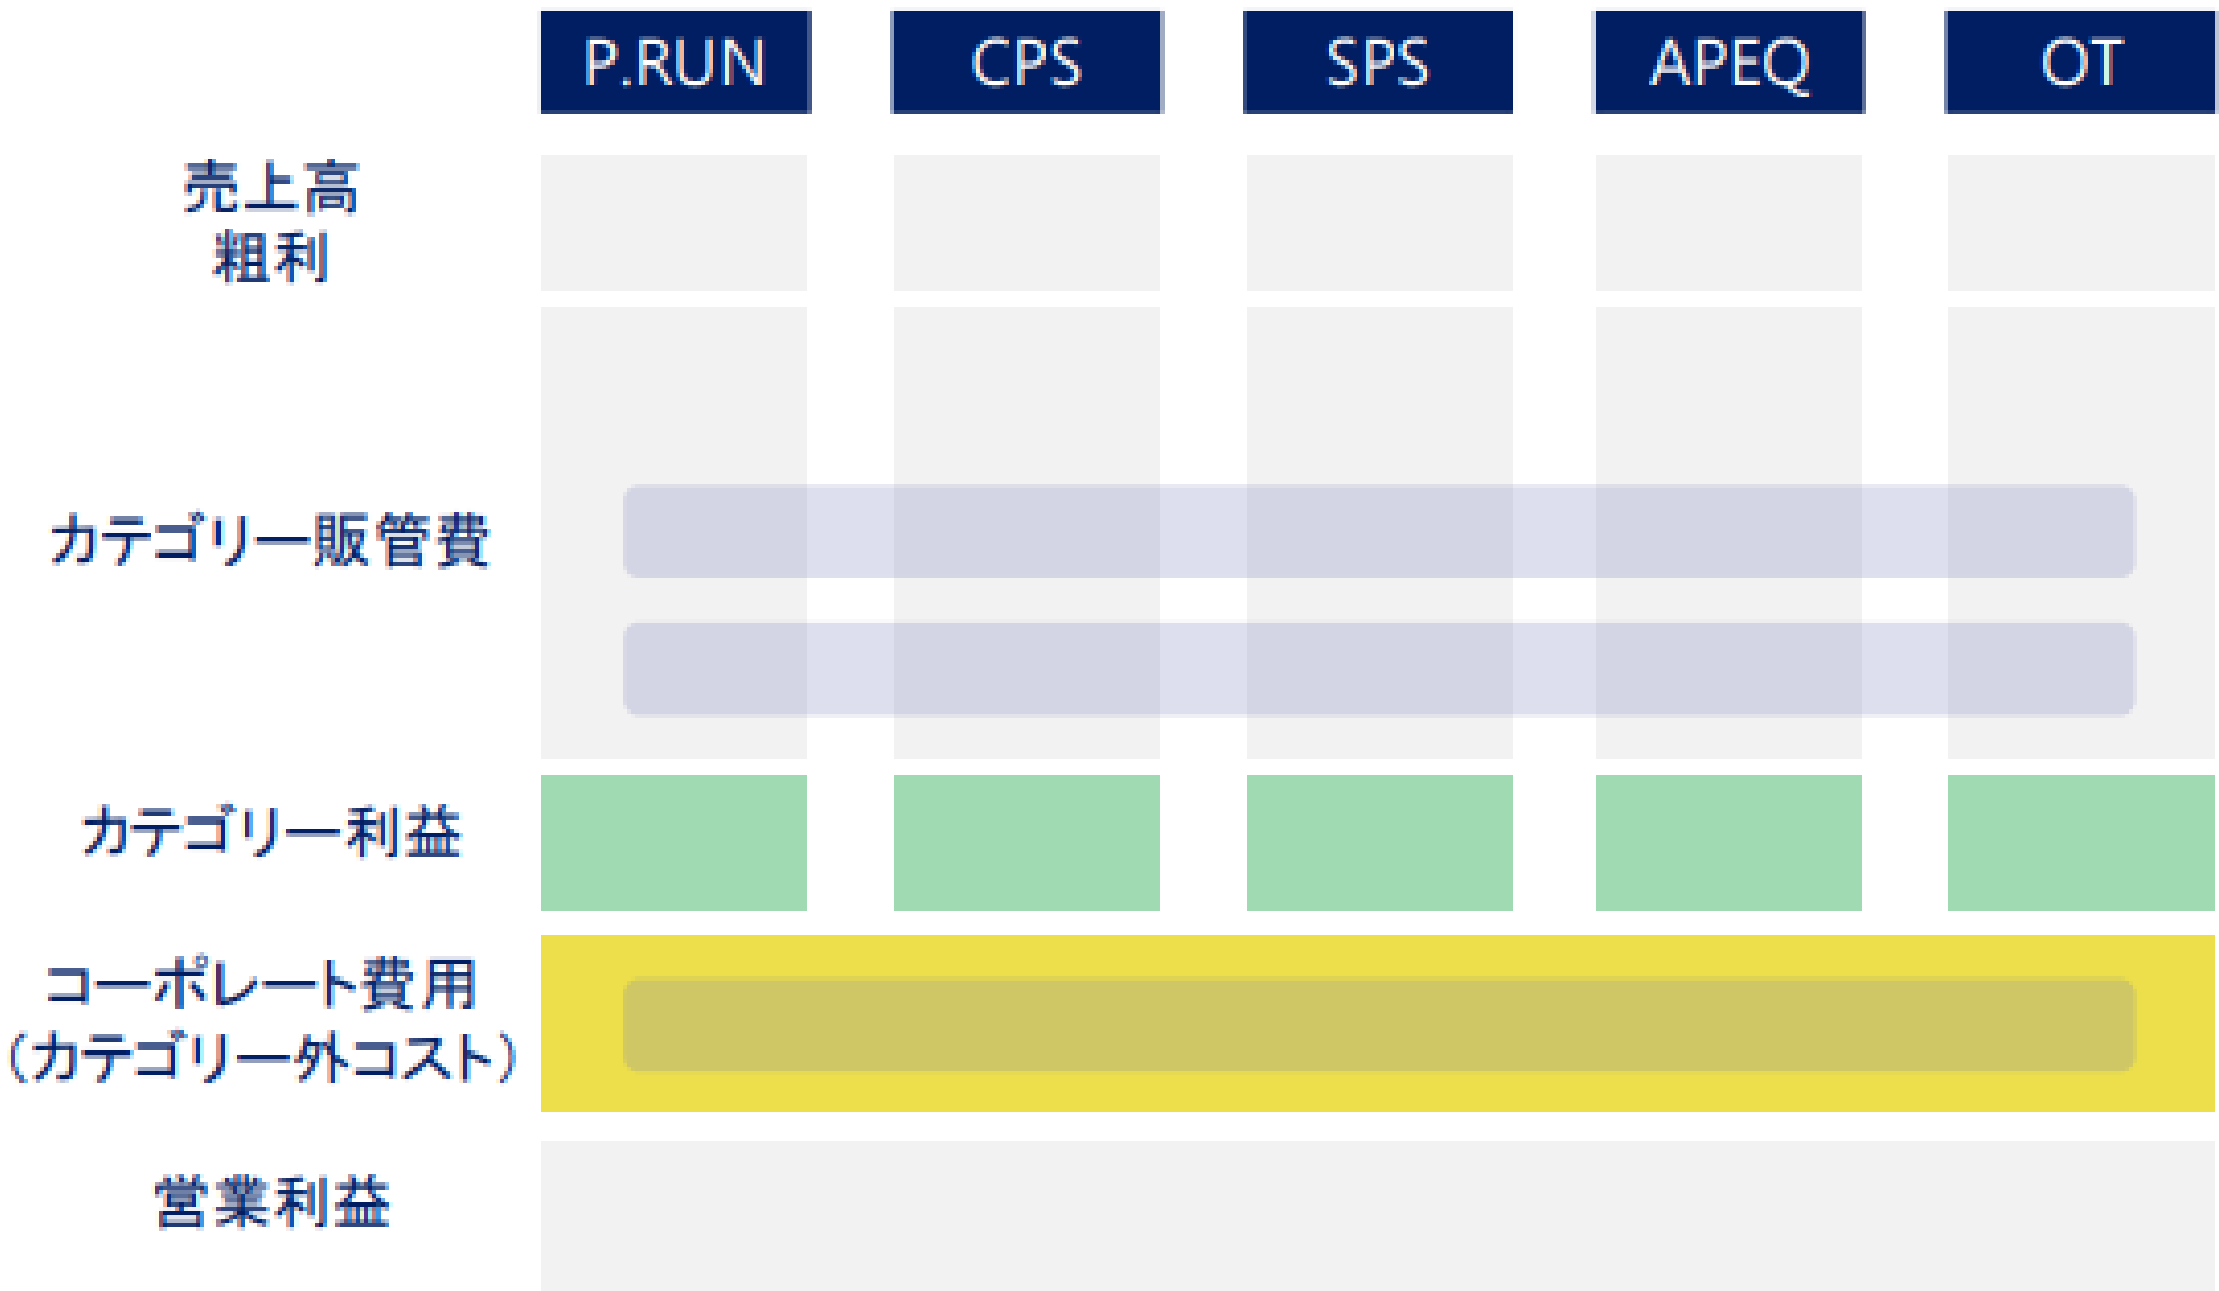 P.RUN
CPS
SPS
APEQ
OT
売上高
粗利
カテゴリー販管費
カテゴリー利益
コーポレート費用
(カテゴリー外コスト)
営業利益